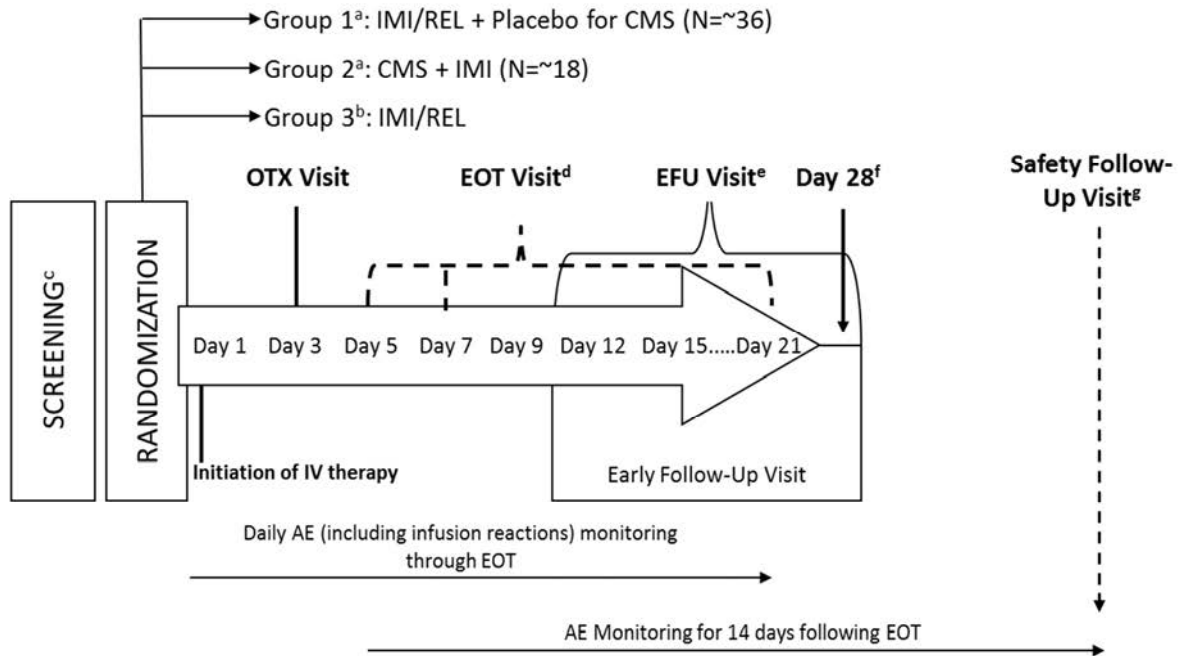 Group 1ᵃ: IMI/REL + Placebo for CMS (N=~36)
Group 2ᵃ: CMS + IMI (N=~18)
Group 3ᵇ: IMI/REL
OTX Visit
EOT Visitᵈ
EFU Visitᵉ
Day 28ᶠ
Safety Follow-
Up Visitᵍ
SCREENINGᶜ
RANDOMIZATION
Day 1
Day 3
Day 5
Day 7
Day 9
Day 12
Day 15.....Day 21
Initiation of IV therapy
Early Follow-Up Visit
Daily AE (including infusion reactions) monitoring
through EOT
AE Monitoring for 14 days following EOT